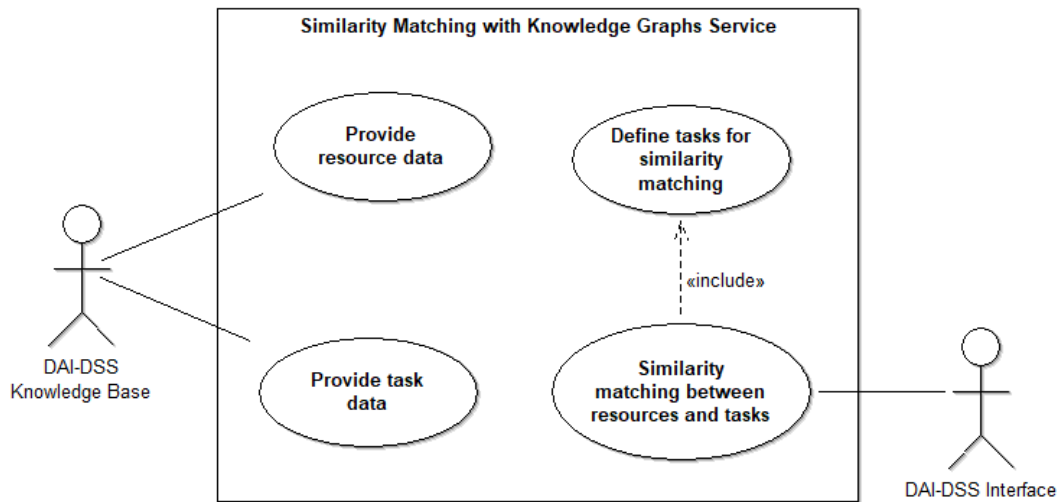 Similarity Matching with Knowledge Graphs Service
Provide
resource data
Define tasks for
similarity
matching
«include»
DAI-DSS
Knowledge Base
Provide task
data
Similarity
matching between
resources and tasks
DAI-DSS Interface